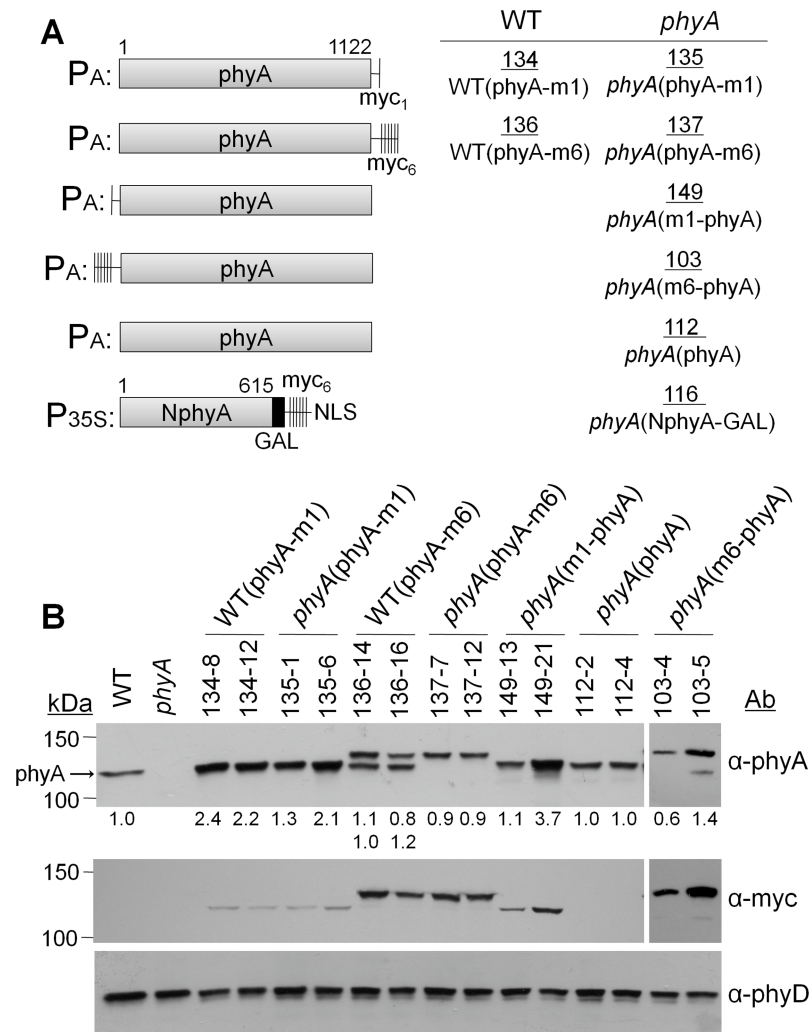 A
WT phyA
1 1122
PA: phyA
myc1
134 135
WT(phyA-m1) phyA(phyA-m1)
PA: phyA
myc6
136 137
WT(phyA-m6) phyA(phyA-m6)
PA: phyA
149
phyA(m1-phyA)
PA: phyA
103
phyA(m6-phyA)
PA: phyA
112
phyA(phyA)
1 615 myc6
P35S: NphyA NLS
GAL
116
phyA(NphyA-GAL)
B
WT(phyA-m1)
phyA(phyA-m1)
WT(phyA-m6)
phyA(phyA-m6)
phyA(m1-phyA)
phyA(phyA)
phyA(m6-phyA)
kDa WT phyA 134-8 134-12 135-1 135-6 136-14 136-16 137-7 137-12 149-13 149-21 112-2 112-4 103-4 103-5 Ab
150
phyA→ α-phyA
100
1.0 2.4 2.2 1.3 2.1 1.1 0.8 0.9 0.9 1.1 3.7 1.0 1.0 0.6 1.4
1.0 1.2
150
α-myc
100
α-phyD